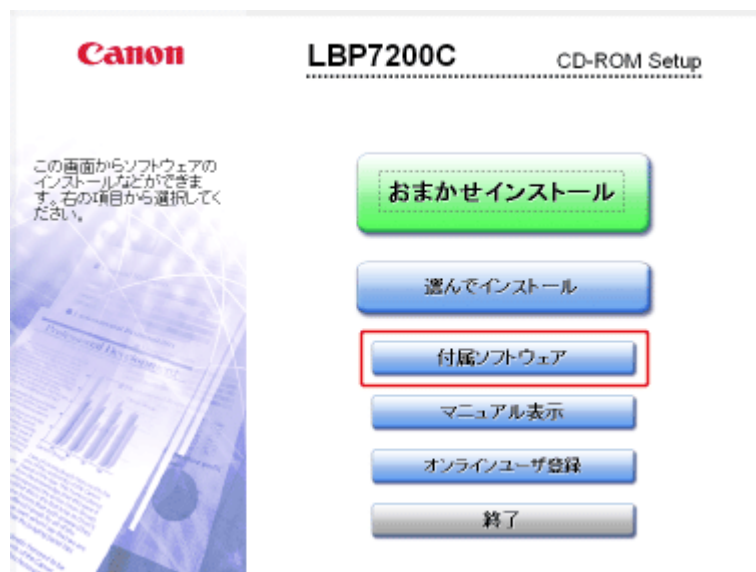 Canon
LBP7200C
CD-ROM Setup
この画面からソフトウェアの
インストールなどができま
す。右の項目から選択してく
ださい。
おまかせインストール
選んでインストール
付属ソフトウェア
マニュアル表示
オンラインユーザ登録
終了
Professional Development